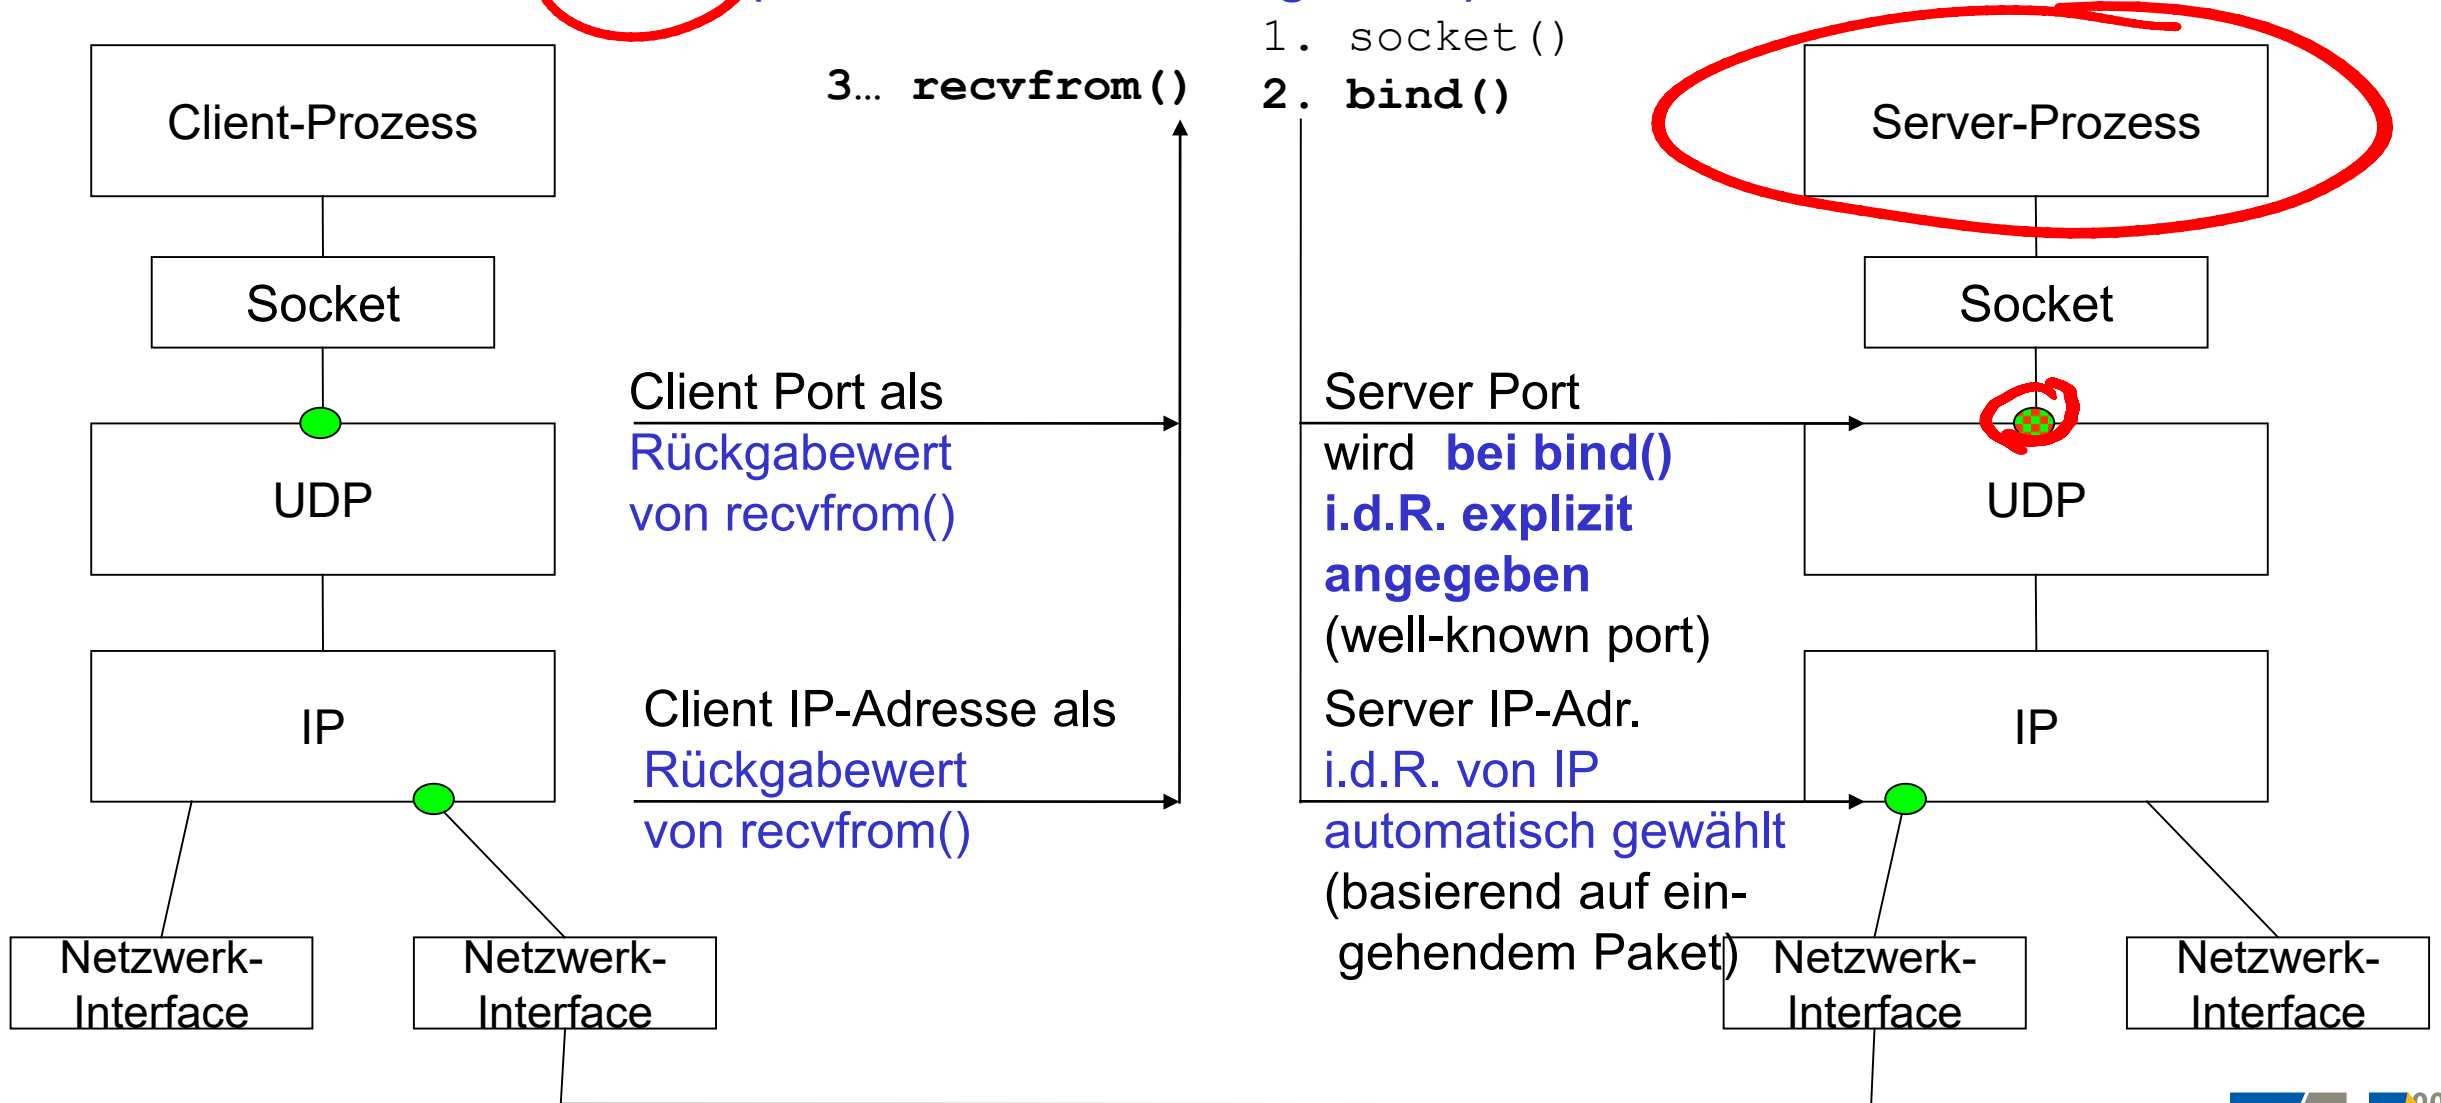 1. socket()
3… recvfrom()
2. bind()
Client-Prozess
Server-Prozess
Socket
Socket
Client Port als
Rückgabewert
von recvfrom()
Server Port
wird bei bind()
i.d.R. explizit
angegeben
(well-known port)
UDP
UDP
IP
Client IP-Adresse als
Rückgabewert
von recvfrom()
Server IP-Adr.
i.d.R. von IP
automatisch gewählt
(basierend auf ein-
gehendem Paket)
IP
Netzwerk-
Interface
Netzwerk-
Interface
Netzwerk-
Interface
Netzwerk-
Interface